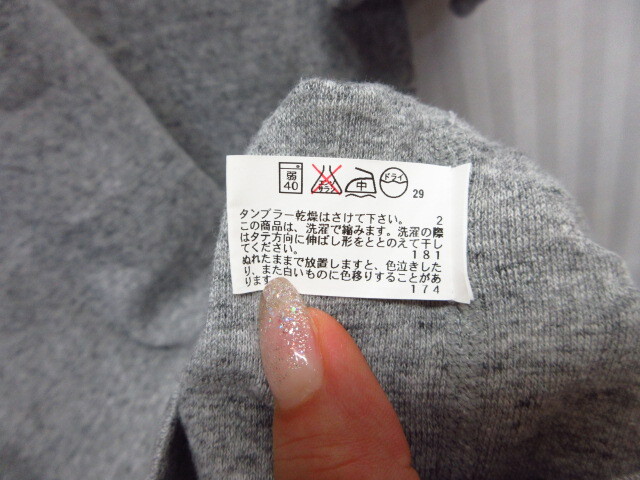 弱 40 エンソ サラシ 中 ドライ 29
タンブラー乾燥はさけて下さい。 2
この商品は、洗濯で縮みます。洗濯の際
はタテ方向に伸ばし形をととのえて干し
てください。 181
ぬれたままで放置しますと、色泣きした
り、また白いものに色移りすることがあ
ります 174